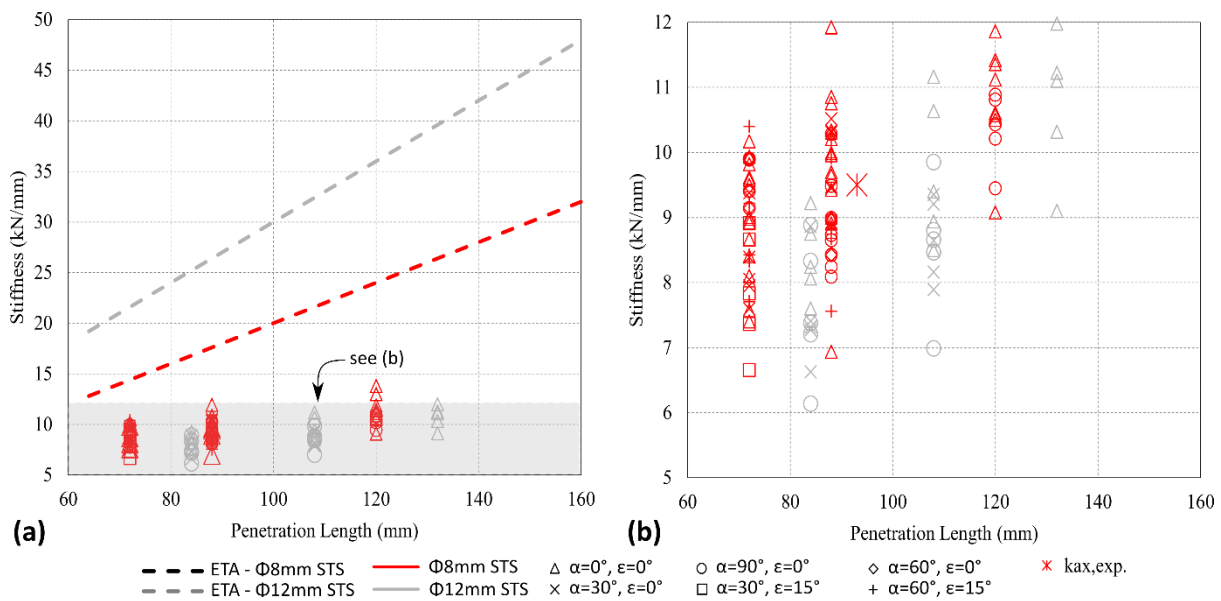 50
45
40
35
30
25
20
15
10
5
Stiffness (kN/mm)
see (b)
60 80 100 120 140 160
Penetration Length (mm)
(a)
12
11
10
9
8
7
6
5
Stiffness (kN/mm)
60 80 100 120 140 160
Penetration Length (mm)
(b)
ETA - Φ8mm STS Φ8mm STS α=0°, ε=0° α=90°, ε=0° α=60°, ε=0° kax,exp.
ETA - Φ12mm STS Φ12mm STS α=30°, ε=0° α=30°, ε=15° α=60°, ε=15°